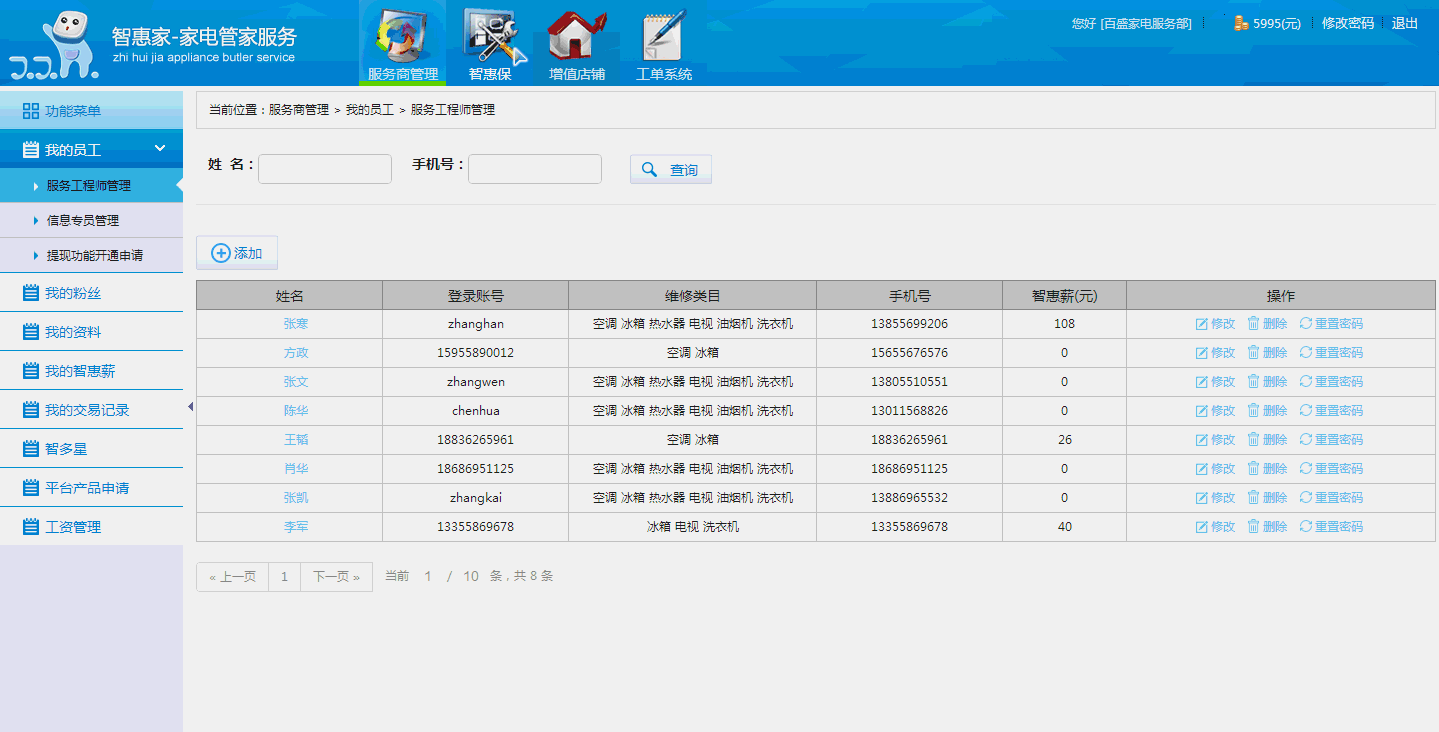 智惠家-家电管家服务
zhi hui jia appliance butler service
服务商管理 智惠保 增值店铺 工单系统
您好 [百盛家电服务部] 5995(元) 修改密码 退出
功能菜单
我的员工
服务工程师管理
信息专员管理
提现功能开通申请
我的粉丝
我的资料
我的智惠薪
我的交易记录
智多星
平台产品申请
工资管理
当前位置：服务商管理 > 我的员工 > 服务工程师管理
姓 名： 手机号： 查询
添加
姓名 登录账号 维修类目 手机号 智惠薪(元) 操作
张寒 zhanghan 空调 冰箱 热水器 电视 油烟机 洗衣机 13855699206 108 修改 删除 重置密码
方政 15955890012 空调 冰箱 15655676576 0 修改 删除 重置密码
张文 zhangwen 空调 冰箱 热水器 电视 油烟机 洗衣机 13805510551 0 修改 删除 重置密码
陈华 chenhua 空调 冰箱 热水器 电视 油烟机 洗衣机 13011568826 0 修改 删除 重置密码
王韬 18836265961 空调 冰箱 18836265961 26 修改 删除 重置密码
肖华 18686951125 空调 冰箱 热水器 电视 油烟机 洗衣机 18686951125 0 修改 删除 重置密码
张凯 zhangkai 空调 冰箱 热水器 电视 油烟机 洗衣机 13886965532 0 修改 删除 重置密码
李军 13355869678 冰箱 电视 洗衣机 13355869678 40 修改 删除 重置密码
« 上一页 1 下一页 » 当前 1 / 10 条，共 8 条